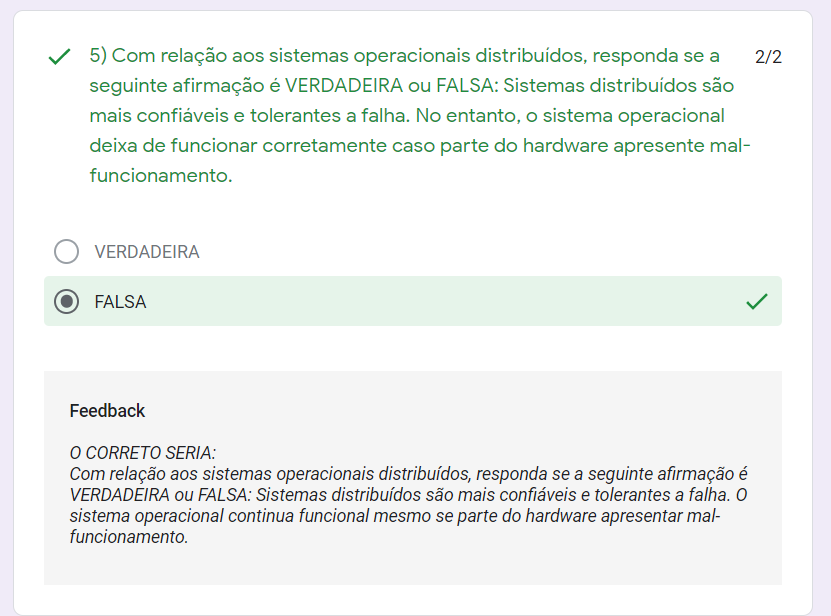 5) Com relação aos sistemas operacionais distribuídos, responda se a
2/2
seguinte afirmação é VERDADEIRA ou FALSA: Sistemas distribuídos são
mais confiáveis e tolerantes a falha. No entanto, o sistema operacional
deixa de funcionar corretamente caso parte do hardware apresente mal-
funcionamento.
VERDADEIRA
FALSA
Feedback
O CORRETO SERIA:
Com relação aos sistemas operacionais distribuídos, responda se a seguinte afirmação é
VERDADEIRA ou FALSA: Sistemas distribuídos são mais confiáveis e tolerantes a falha. O
sistema operacional continua funcional mesmo se parte do hardware apresentar mal-
funcionamento.